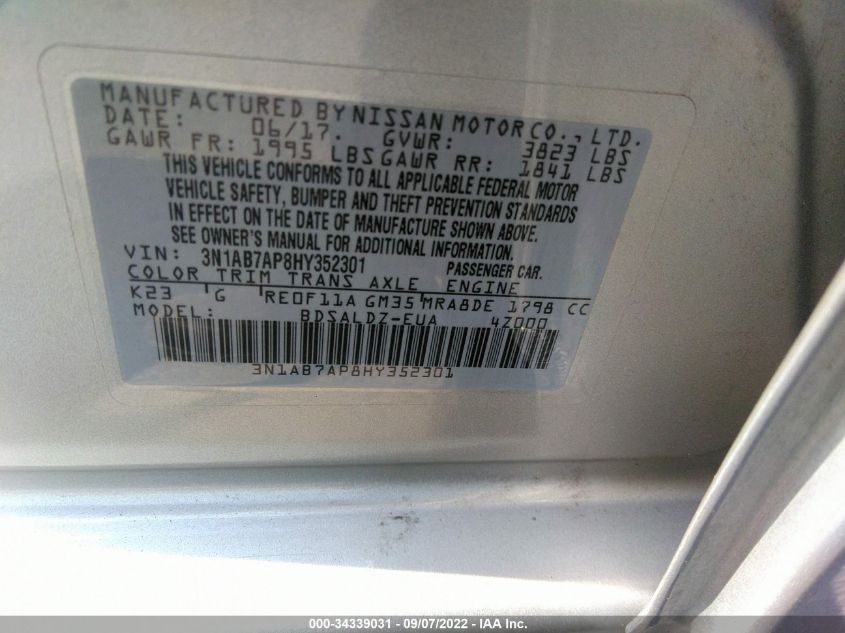 MANUFACTURED BY NISSAN MOTOR CO., LTD.
DATE: 06/17. GVWR: 3823 LBS
GAWR FR: 1995 LBS GAWR RR: 1841 LBS
THIS VEHICLE CONFORMS TO ALL APPLICABLE FEDERAL MOTOR
VEHICLE SAFETY, BUMPER AND THEFT PREVENTION STANDARDS
IN EFFECT ON THE DATE OF MANUFACTURE SHOWN ABOVE.
SEE OWNER'S MANUAL FOR ADDITIONAL INFORMATION.
VIN: 3N1AB7AP8HY352301 PASSENGER CAR.
COLOR TRIM TRANS AXLE ENGINE
K23 G RE0F11A GM35 MRA8DE 1798 CC
MODEL: BDSALDZ-EUA 4Z000
3N1AB7AP8HY352301
000-34339031 - 09/07/2022 - IAA Inc.